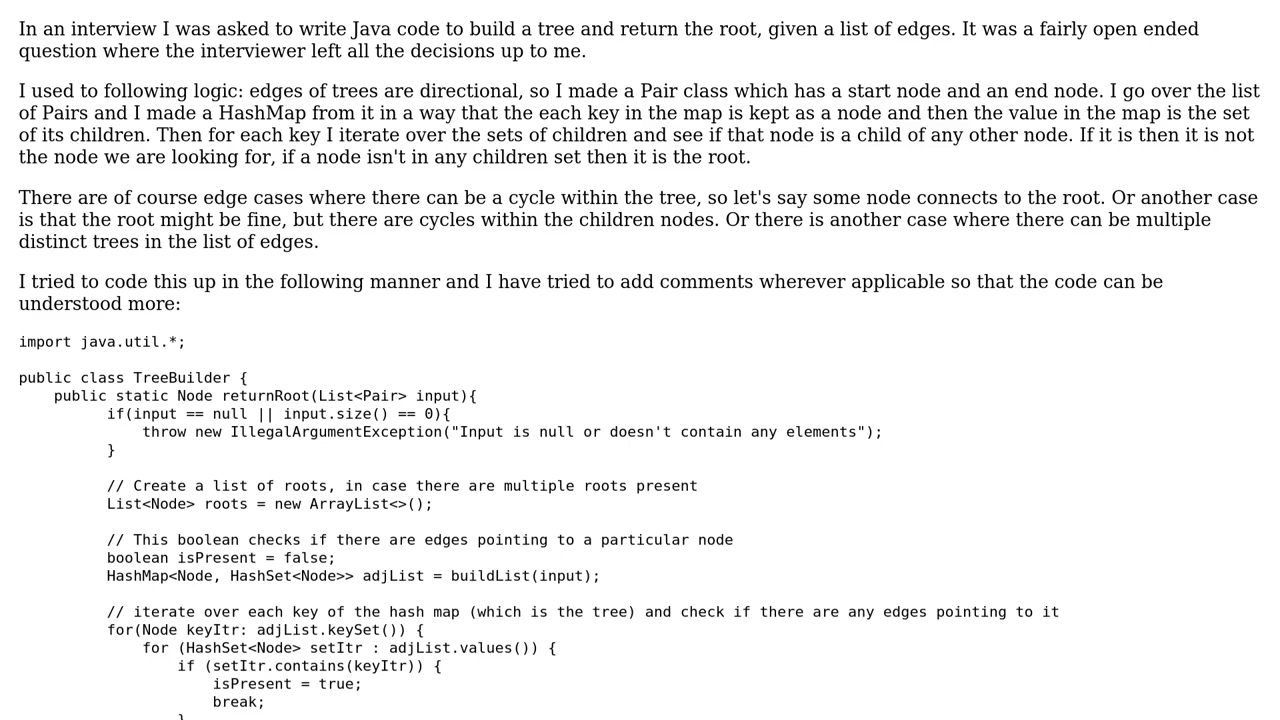 In an interview I was asked to write Java code to build a tree and return the root, given a list of edges. It was a fairly open ended
question where the interviewer left all the decisions up to me.
I used to following logic: edges of trees are directional, so I made a Pair class which has a start node and an end node. I go over the list
of Pairs and I made a HashMap from it in a way that the each key in the map is kept as a node and then the value in the map is the set
of its children. Then for each key I iterate over the sets of children and see if that node is a child of any other node. If it is then it is not
the node we are looking for, if a node isn't in any children set then it is the root.
There are of course edge cases where there can be a cycle within the tree, so let's say some node connects to the root. Or another case
is that the root might be fine, but there are cycles within the children nodes. Or there is another case where there can be multiple
distinct trees in the list of edges.
I tried to code this up in the following manner and I have tried to add comments wherever applicable so that the code can be
understood more:
import java.util.*;
public class TreeBuilder {
    public static Node returnRoot(List<Pair> input){
          if(input == null || input.size() == 0){
              throw new IllegalArgumentException("Input is null or doesn't contain any elements");
          }
          // Create a list of roots, in case there are multiple roots present
          List<Node> roots = new ArrayList<>();
          // This boolean checks if there are edges pointing to a particular node
          boolean isPresent = false;
          HashMap<Node, HashSet<Node>> adjList = buildList(input);
          // iterate over each key of the hash map (which is the tree) and check if there are any edges pointing to it
          for(Node keyItr: adjList.keySet()) {
              for (HashSet<Node> setItr : adjList.values()) {
                  if (setItr.contains(keyItr)) {
                      isPresent = true;
                      break;
                  }